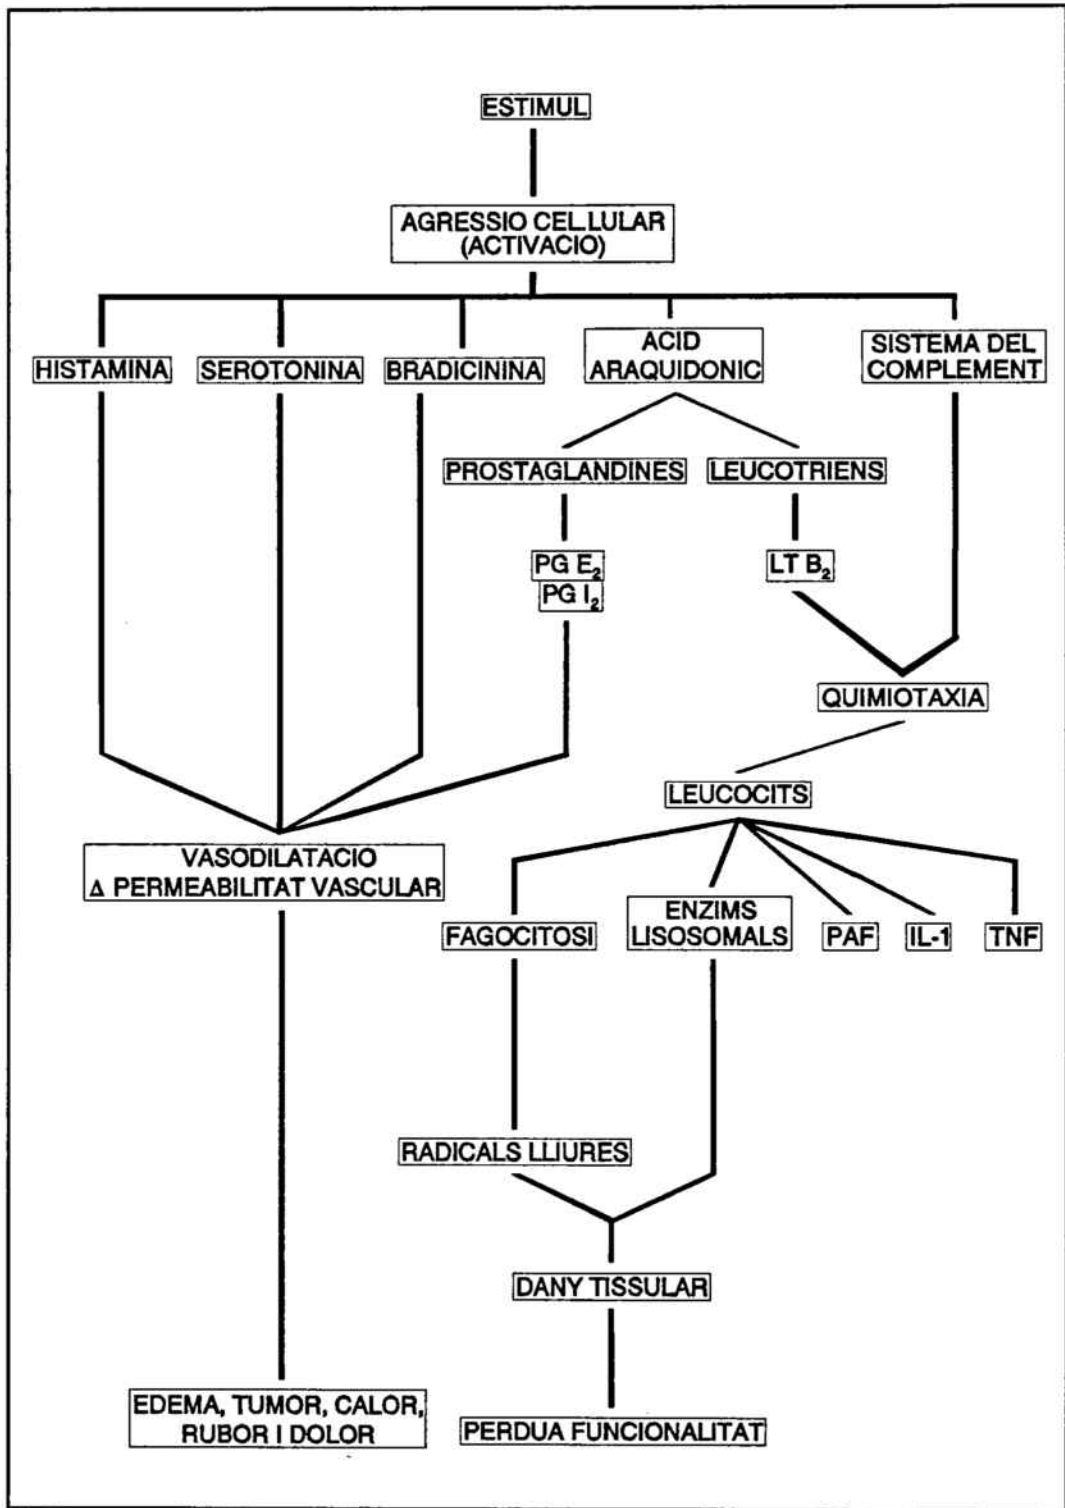 ESTIMUL
AGRESSIO CEL.LULAR
(ACTIVACIO)
HISTAMINA
SEROTONINA
BRADICININA
ACID
ARAQUIDONIC
SISTEMA DEL
COMPLEMENT
PROSTAGLANDINES
LEUCOTRIENS
PG E₂
PG I₂
LT B₂
QUIMIOTAXIA
LEUCOCITS
VASODILATACIO
Δ PERMEABILITAT VASCULAR
FAGOCITOSI
ENZIMS
LISOSOMALS
PAF
IL-1
TNF
RADICALS LLIURES
DANY TISSULAR
EDEMA, TUMOR, CALOR,
RUBOR I DOLOR
PERDUA FUNCIONALITAT